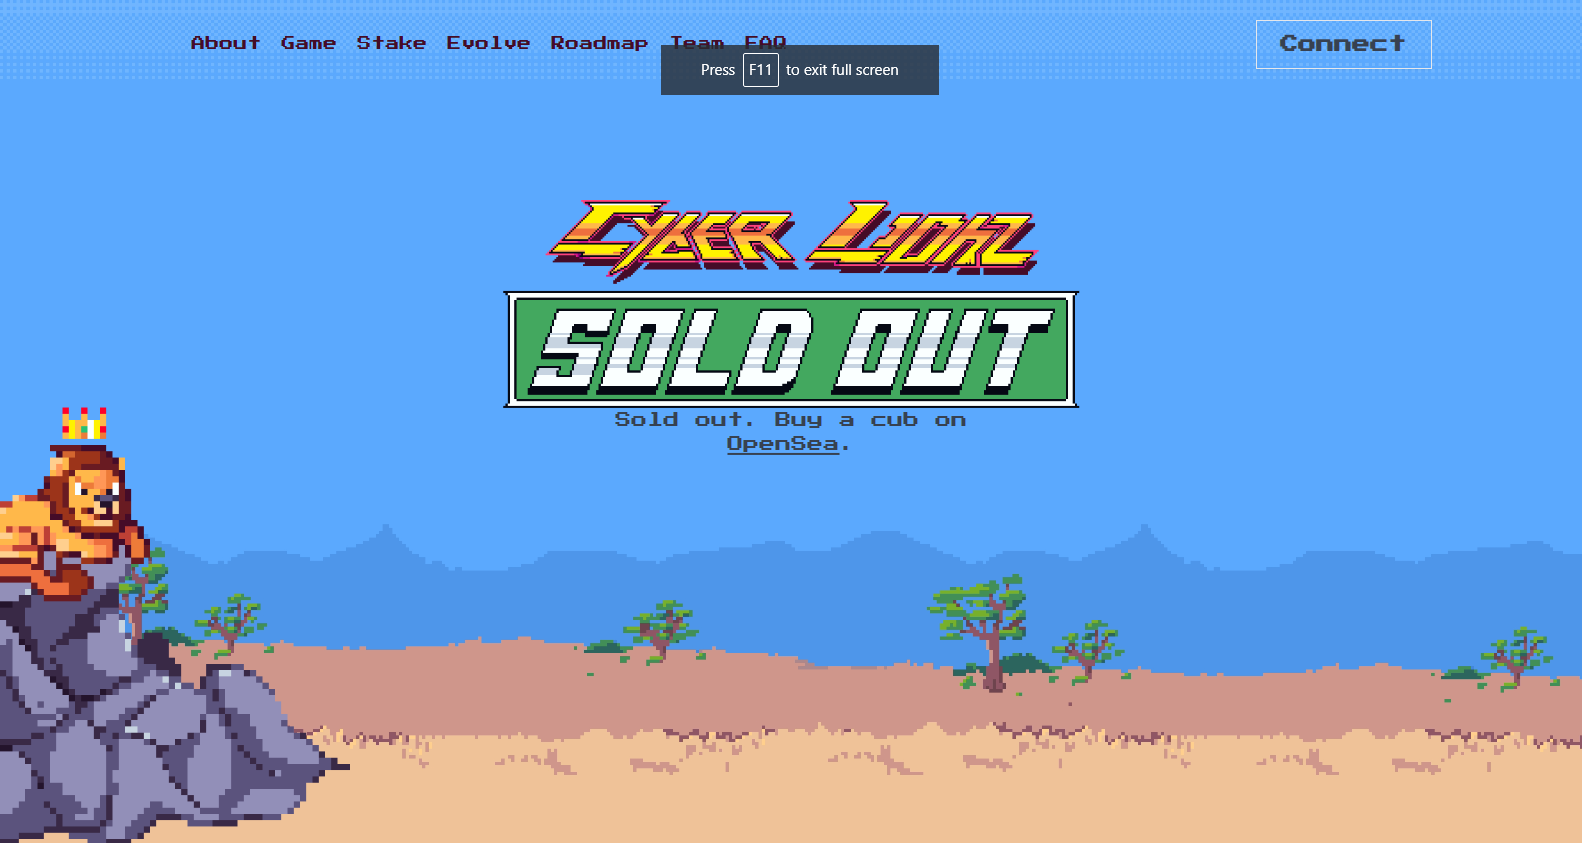 About Game Stake Evolve Roadmap Team FAQ
Connect
Press F11 to exit full screen
CYBER LIONZ
SOLD OUT
Sold out. Buy a cub on
OpenSea.